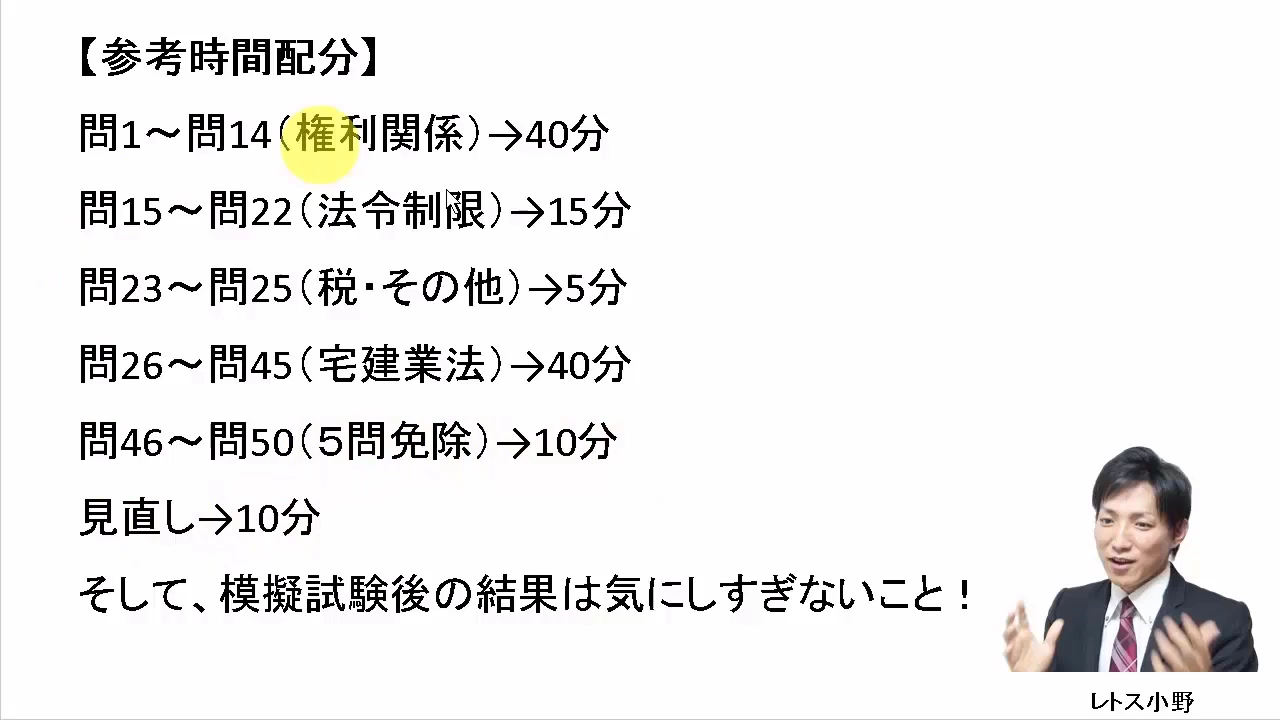 【参考時間配分】
問1～問14（権利関係）→40分
問15～問22（法令制限）→15分
問23～問25（税・その他）→5分
問26～問45（宅建業法）→40分
問46～問50（５問免除）→10分
見直し→10分
そして、模擬試験後の結果は気にしすぎないこと！
レトス小野